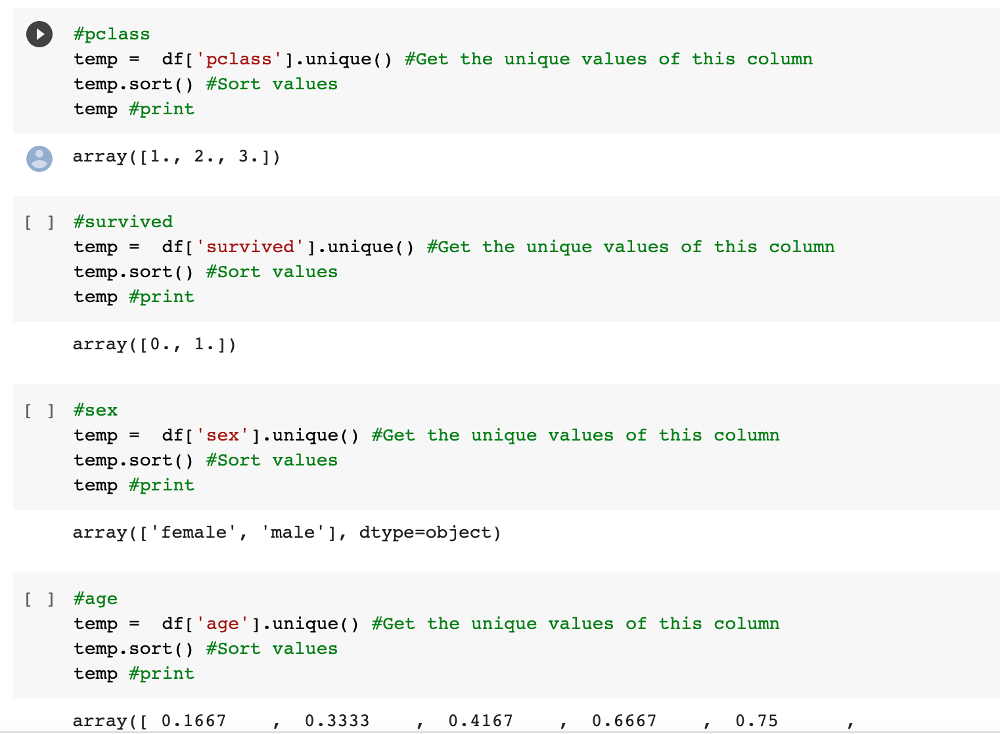 #pclass
temp =  df['pclass'].unique() #Get the unique values of this column
temp.sort() #Sort values
temp #print
array([1., 2., 3.])
[ ] #survived
temp =  df['survived'].unique() #Get the unique values of this column
temp.sort() #Sort values
temp #print
array([0., 1.])
[ ] #sex
temp =  df['sex'].unique() #Get the unique values of this column
temp.sort() #Sort values
temp #print
array(['female', 'male'], dtype=object)
[ ] #age
temp =  df['age'].unique() #Get the unique values of this column
temp.sort() #Sort values
temp #print
array([ 0.1667    ,  0.3333    ,  0.4167    ,  0.6667    ,  0.75      ,